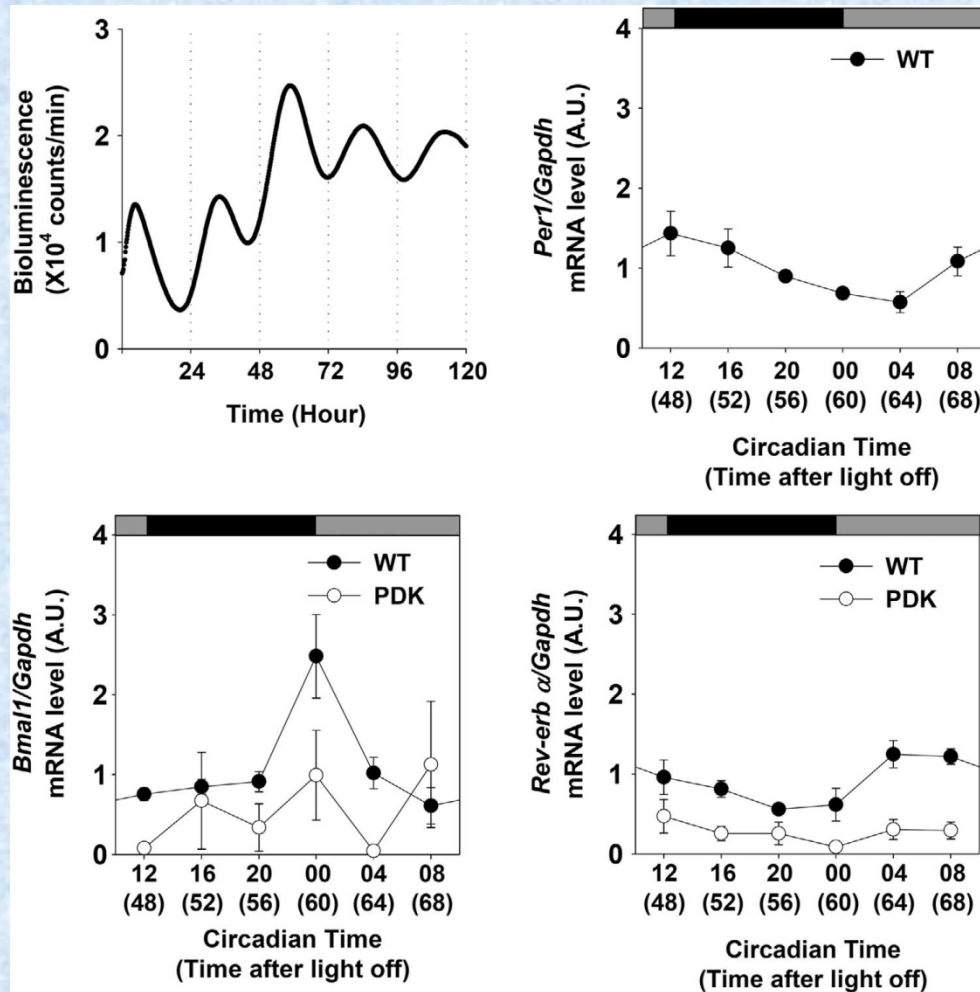 Bioluminescence
(X10⁴ counts/min)
3
2
1
0
24 48 72 96 120
Time (Hour)
Per1/Gapdh
mRNA level (A.U.)
4
3
2
1
0
WT
12 16 20 00 04 08
(48) (52) (56) (60) (64) (68)
Circadian Time
(Time after light off)
Bmal1/Gapdh
mRNA level (A.U.)
4
3
2
1
0
WT
PDK
12 16 20 00 04 08
(48) (52) (56) (60) (64) (68)
Circadian Time
(Time after light off)
Rev-erb α/Gapdh
mRNA level (A.U.)
4
3
2
1
0
WT
PDK
12 16 20 00 04 08
(48) (52) (56) (60) (64) (68)
Circadian Time
(Time after light off)